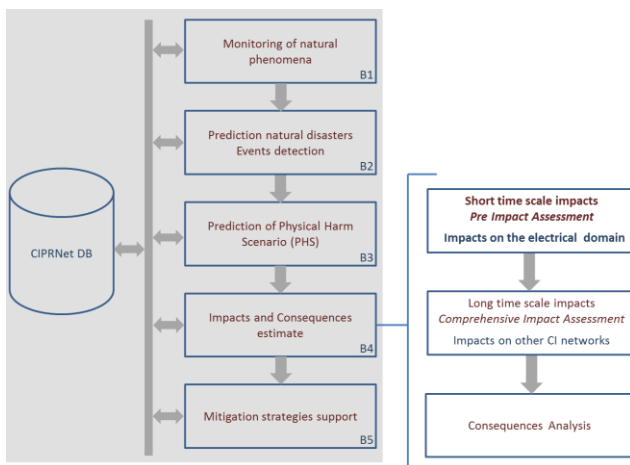 Monitoring of natural
phenomena
B1
Prediction natural disasters
Events detection
B2
Prediction of Physical Harm
Scenario (PHS)
B3
CIPRNet DB
Impacts and Consequences
estimate
B4
Mitigation strategies support
B5
Short time scale impacts
Pre Impact Assessment
Impacts on the electrical domain
Long time scale impacts
Comprehensive Impact Assessment
Impacts on other CI networks
Consequences Analysis